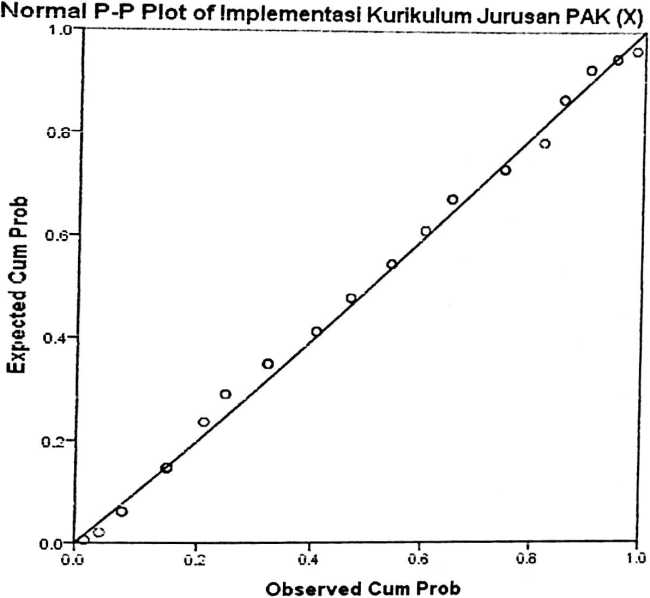 Normal P-P Plot of Implementasi Kurikulum Jurusan PAK (X)
1.0
0.8
0.6
0.4
0.2
0.0
Expected Cum Prob
0.0 0.2 0.4 0.6 0.8 1.0
Observed Cum Prob